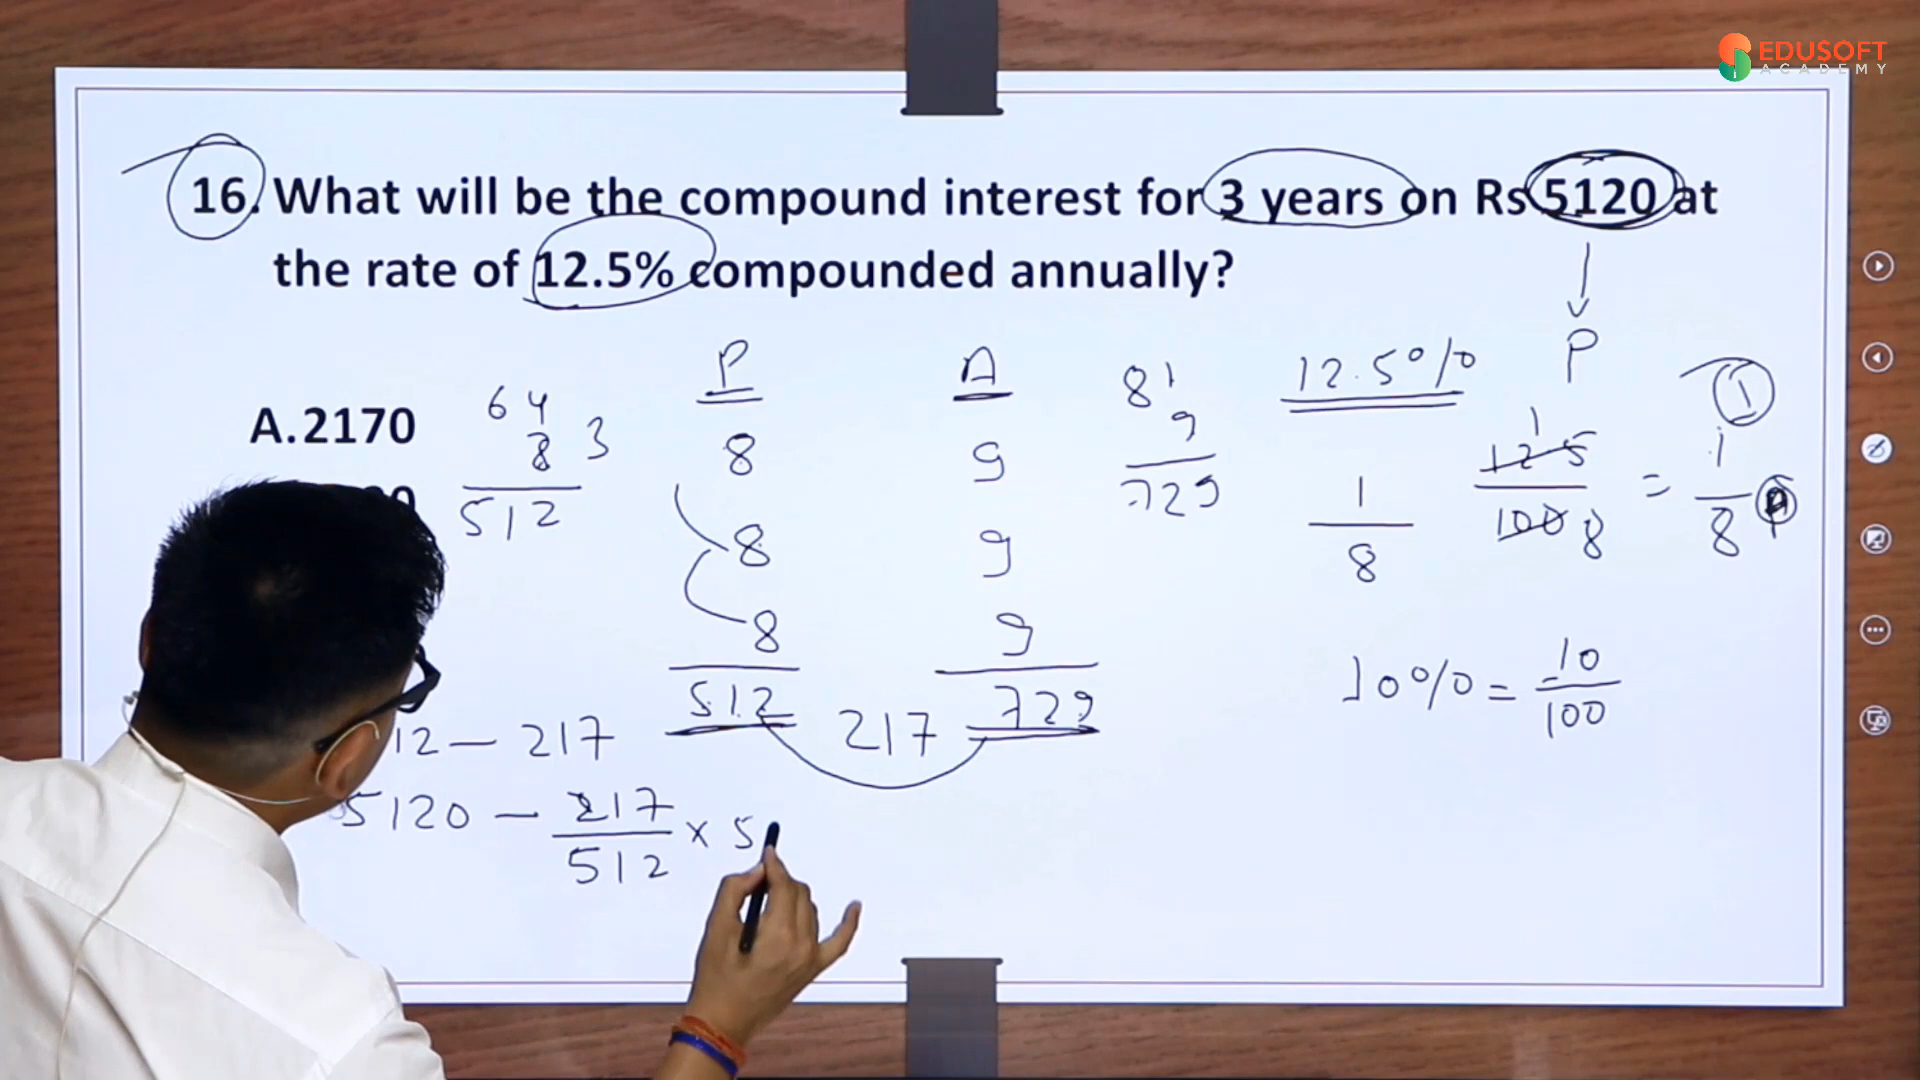 EDUSOFT
ACADEMY
16. What will be the compound interest for 3 years on Rs 5120 at
the rate of 12.5% compounded annually?
P
A.2170
64
8 3
512
P
8
8
8
512
A
9
9
9
729
217
81
9
729
12.5%
1
8
1
125
100 8
= 1
8
1
10% = 10
100
12 - 217
5120 - 217
512 × 5